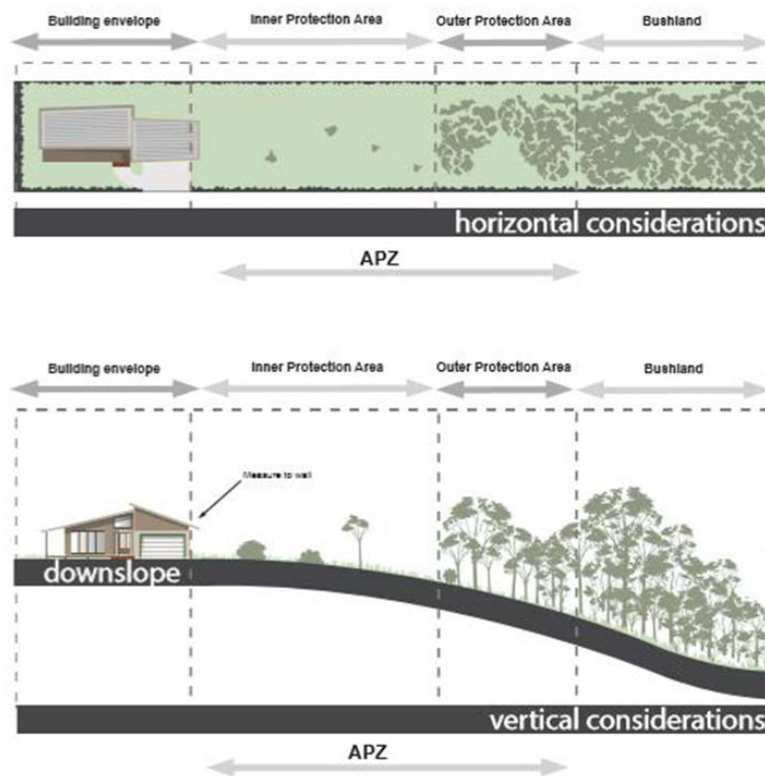 Building envelope
Inner Protection Area
Outer Protection Area
Bushland
horizontal considerations
APZ
Building envelope
Inner Protection Area
Outer Protection Area
Bushland
Measure to wall
downslope
vertical considerations
APZ